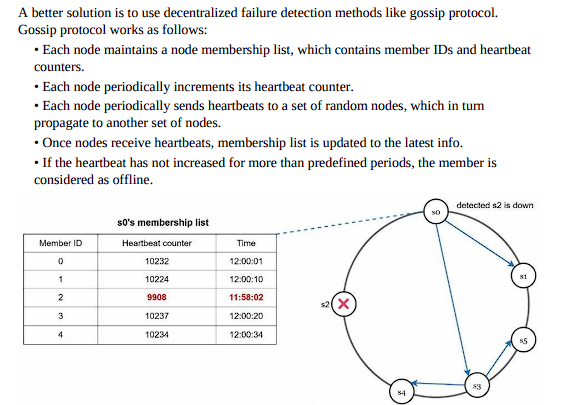 A better solution is to use decentralized failure detection methods like gossip protocol.
Gossip protocol works as follows:
• Each node maintains a node membership list, which contains member IDs and heartbeat
counters.
• Each node periodically increments its heartbeat counter.
• Each node periodically sends heartbeats to a set of random nodes, which in turn
propagate to another set of nodes.
• Once nodes receive heartbeats, membership list is updated to the latest info.
• If the heartbeat has not increased for more than predefined periods, the member is
considered as offline.
s0's membership list
Member ID Heartbeat counter Time
0 10232 12:00:01
1 10224 12:00:10
2 9908 11:58:02
3 10237 12:00:20
4 10234 12:00:34
detected s2 is down
s0
s1
s2
s5
s3
s4